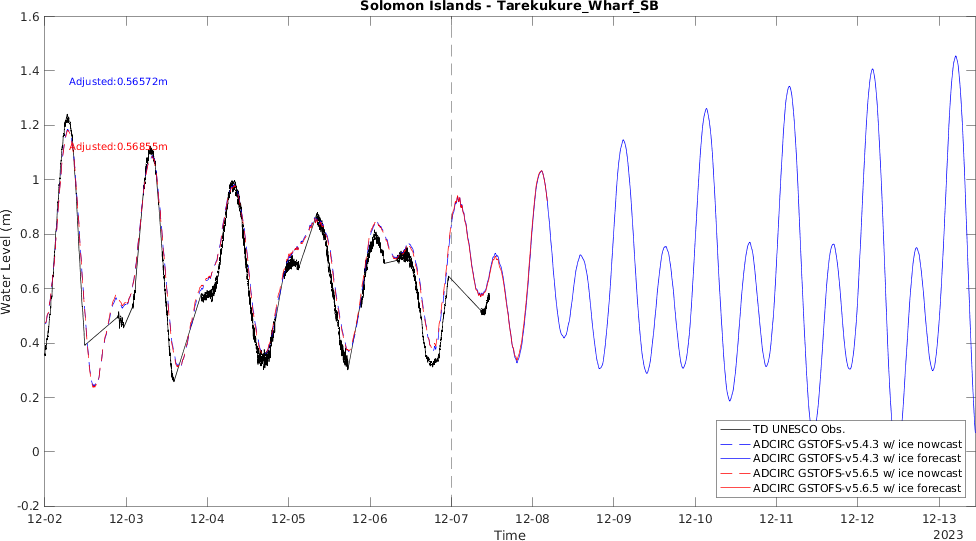 Solomon Islands - Tarekukure_Wharf_SB
1.6
1.4
1.2
1
0.8
0.6
0.4
0.2
0
-0.2
Water Level (m)
Adjusted:0.56572m
Adjusted:0.56855m
TD UNESCO Obs.
ADCIRC GSTOFS-v5.4.3 w/ ice nowcast
ADCIRC GSTOFS-v5.4.3 w/ ice forecast
ADCIRC GSTOFS-v5.6.5 w/ ice nowcast
ADCIRC GSTOFS-v5.6.5 w/ ice forecast
12-02 12-03 12-04 12-05 12-06 12-07 12-08 12-09 12-10 12-11 12-12 12-13
Time
2023